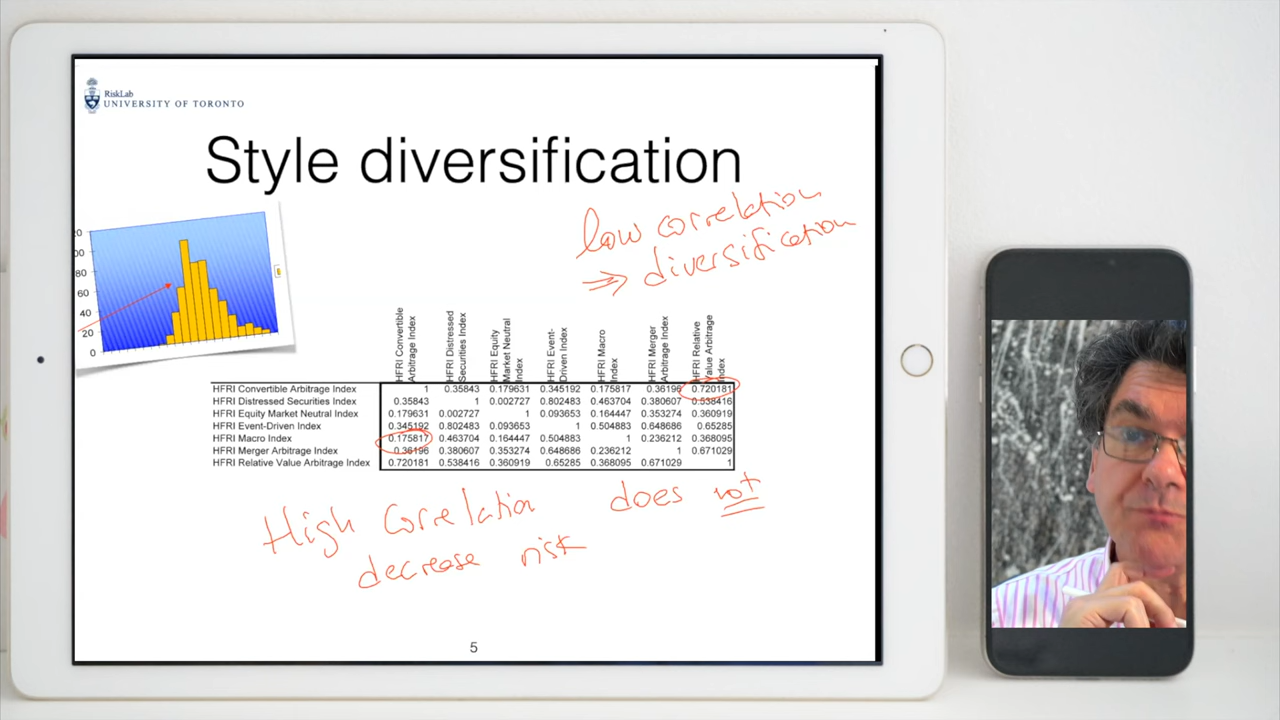 RiskLab
UNIVERSITY OF TORONTO
Style diversification
low correlation
⇒ diversification
20
00
80
60
40
20
0
HFRI Convertible Arbitrage Index
HFRI Distressed Securities Index
HFRI Equity Market Neutral Index
HFRI Event-Driven Index
HFRI Macro Index
HFRI Merger Arbitrage Index
HFRI Relative Value Arbitrage Index
HFRI Convertible Arbitrage Index 1 0.35843 0.179631 0.345192 0.175817 0.36196 0.720181
HFRI Distressed Securities Index 0.35843 1 0.002727 0.802483 0.463704 0.380607 0.538416
HFRI Equity Market Neutral Index 0.179631 0.002727 1 0.093653 0.164447 0.353274 0.360919
HFRI Event-Driven Index 0.345192 0.802483 0.093653 1 0.504883 0.648686 0.65285
HFRI Macro Index 0.175817 0.463704 0.164447 0.504883 1 0.236212 0.368095
HFRI Merger Arbitrage Index 0.36196 0.380607 0.353274 0.648686 0.236212 1 0.671029
HFRI Relative Value Arbitrage Index 0.720181 0.538416 0.360919 0.65285 0.368095 0.671029 1
High Correlation does not
decrease risk
5